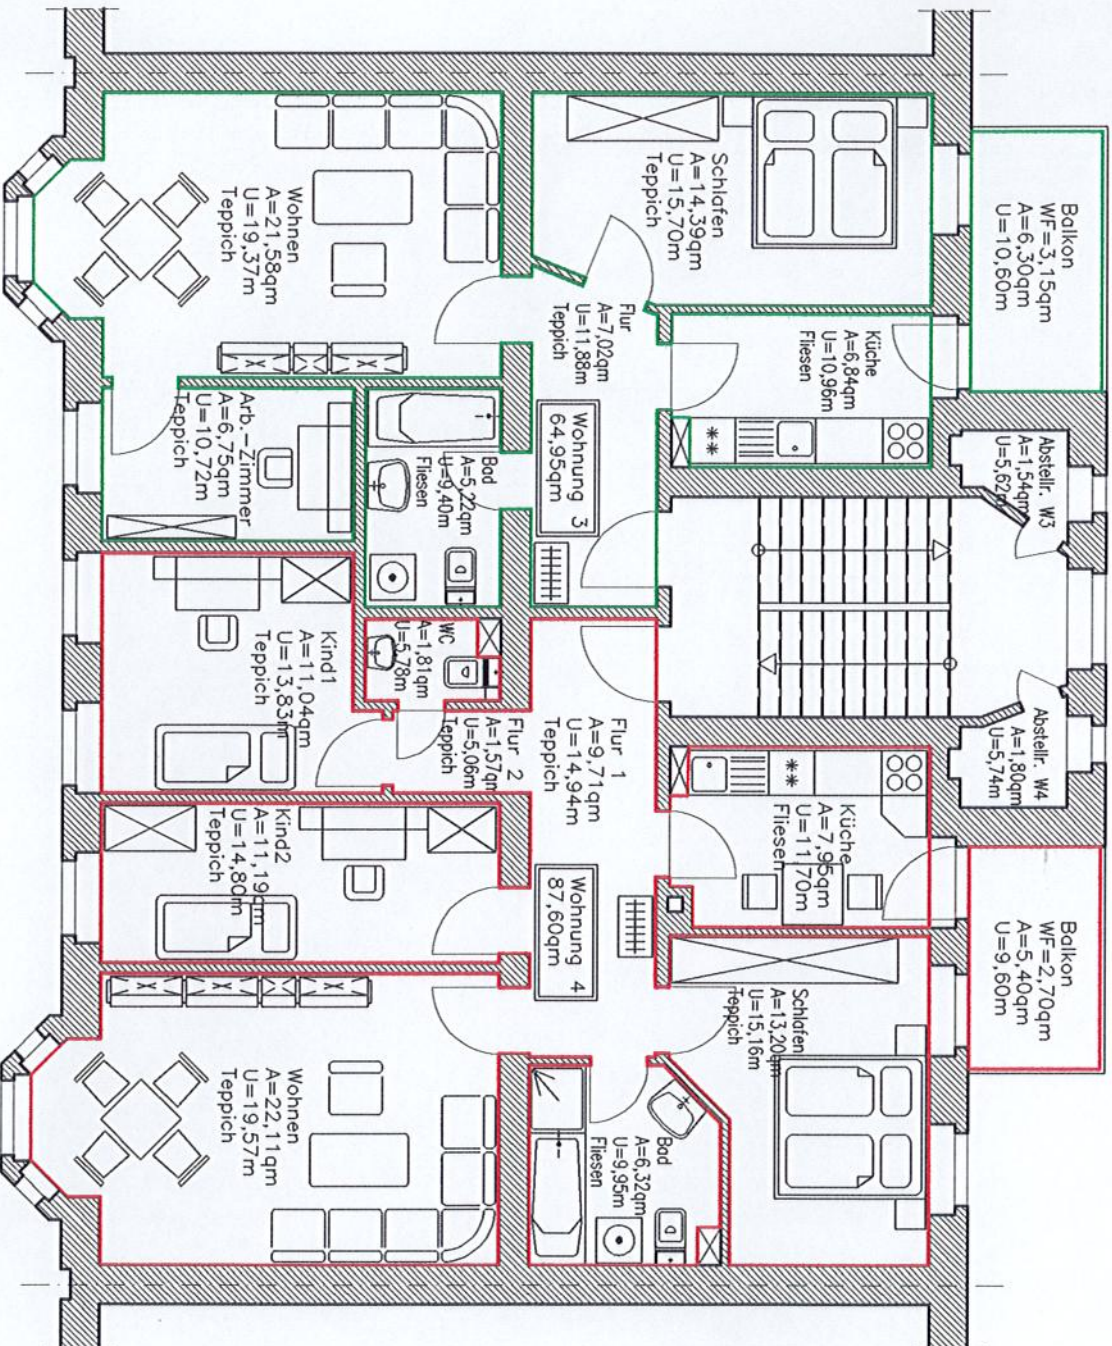 Balkon
WF=3,15qm
A=6,30qm
U=10,60m
Schlafen
A=14,39qm
U=15,70m
Teppich
Wohnen
A=21,58qm
U=19,37m
Teppich
Flur
A=7,02qm
U=11,88m
Teppich
Küche
A=6,84qm
U=10,96m
Fliesen
Abstellr. W3
A=1,54qm
U=5,62m
Wohnung 3
64,95qm
Bad
A=5,22qm
U=9,40m
Fliesen
Arb.-Zimmer
A=6,75qm
U=10,72m
Teppich
**
WC
A=1,81qm
U=5,78m
Kind1
A=11,04qm
U=13,83m
Teppich
Flur 2
A=1,57qm
U=5,06m
Teppich
Flur 1
A=9,71qm
U=14,94m
Teppich
Abstellr. W4
A=1,80qm
U=5,74m
**
Küche
A=7,95qm
U=11,70m
Fliesen
Kind2
A=11,19qm
U=14,80m
Teppich
Wohnung 4
87,60qm
Balkon
WF=2,70qm
A=5,40qm
U=9,60m
Schlafen
A=13,20qm
U=15,16m
Teppich
Wohnen
A=22,11qm
U=19,57m
Teppich
Bad
A=6,32qm
U=9,95m
Fliesen